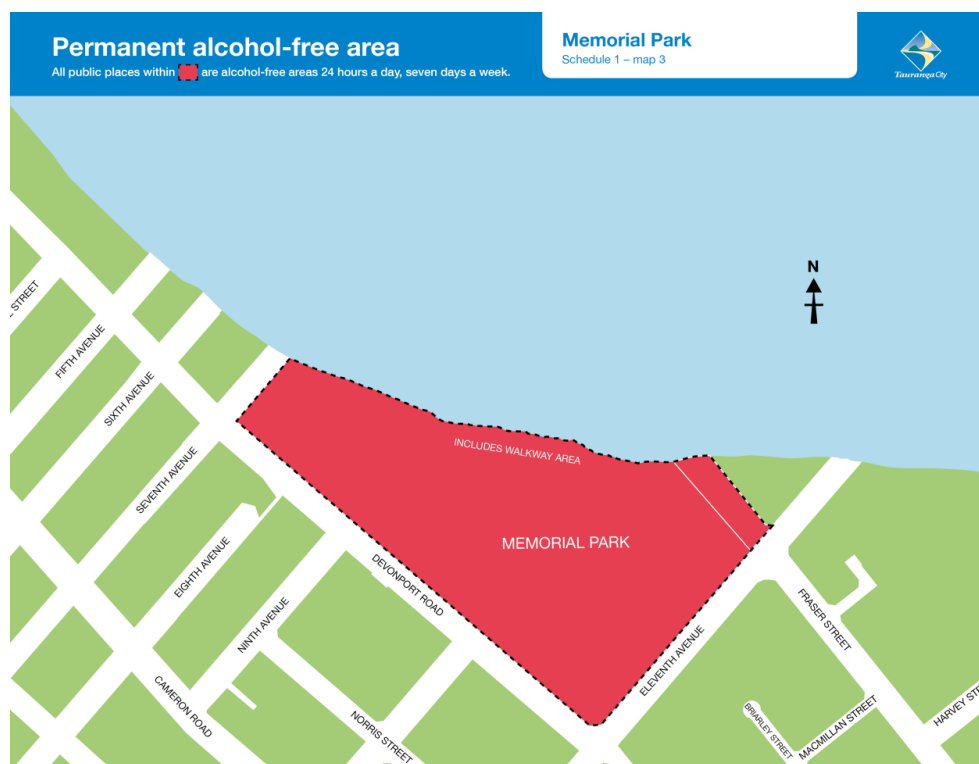 Permanent alcohol-free area
All public places within are alcohol-free areas 24 hours a day, seven days a week.
Memorial Park
Schedule 1 – map 3
Tauranga City
N
STREET
FIFTH AVENUE
SIXTH AVENUE
SEVENTH AVENUE
EIGHTH AVENUE
NINTH AVENUE
CAMERON ROAD
NORRIS STREET
DEVONPORT ROAD
INCLUDES WALKWAY AREA
MEMORIAL PARK
ELEVENTH AVENUE
FRASER STREET
BRIARLEY STREET
MACMILLAN STREET
HARVEY